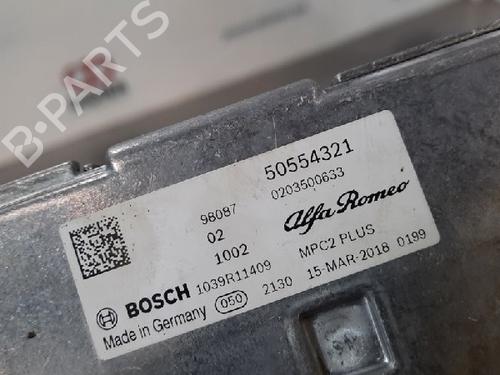 B-PARTS
50554321
98087 0203500633
02 Alfa Romeo
1002 MPC2 PLUS
BOSCH 1039R11409 15-MAR-2018 0199
Made in Germany 050 2130